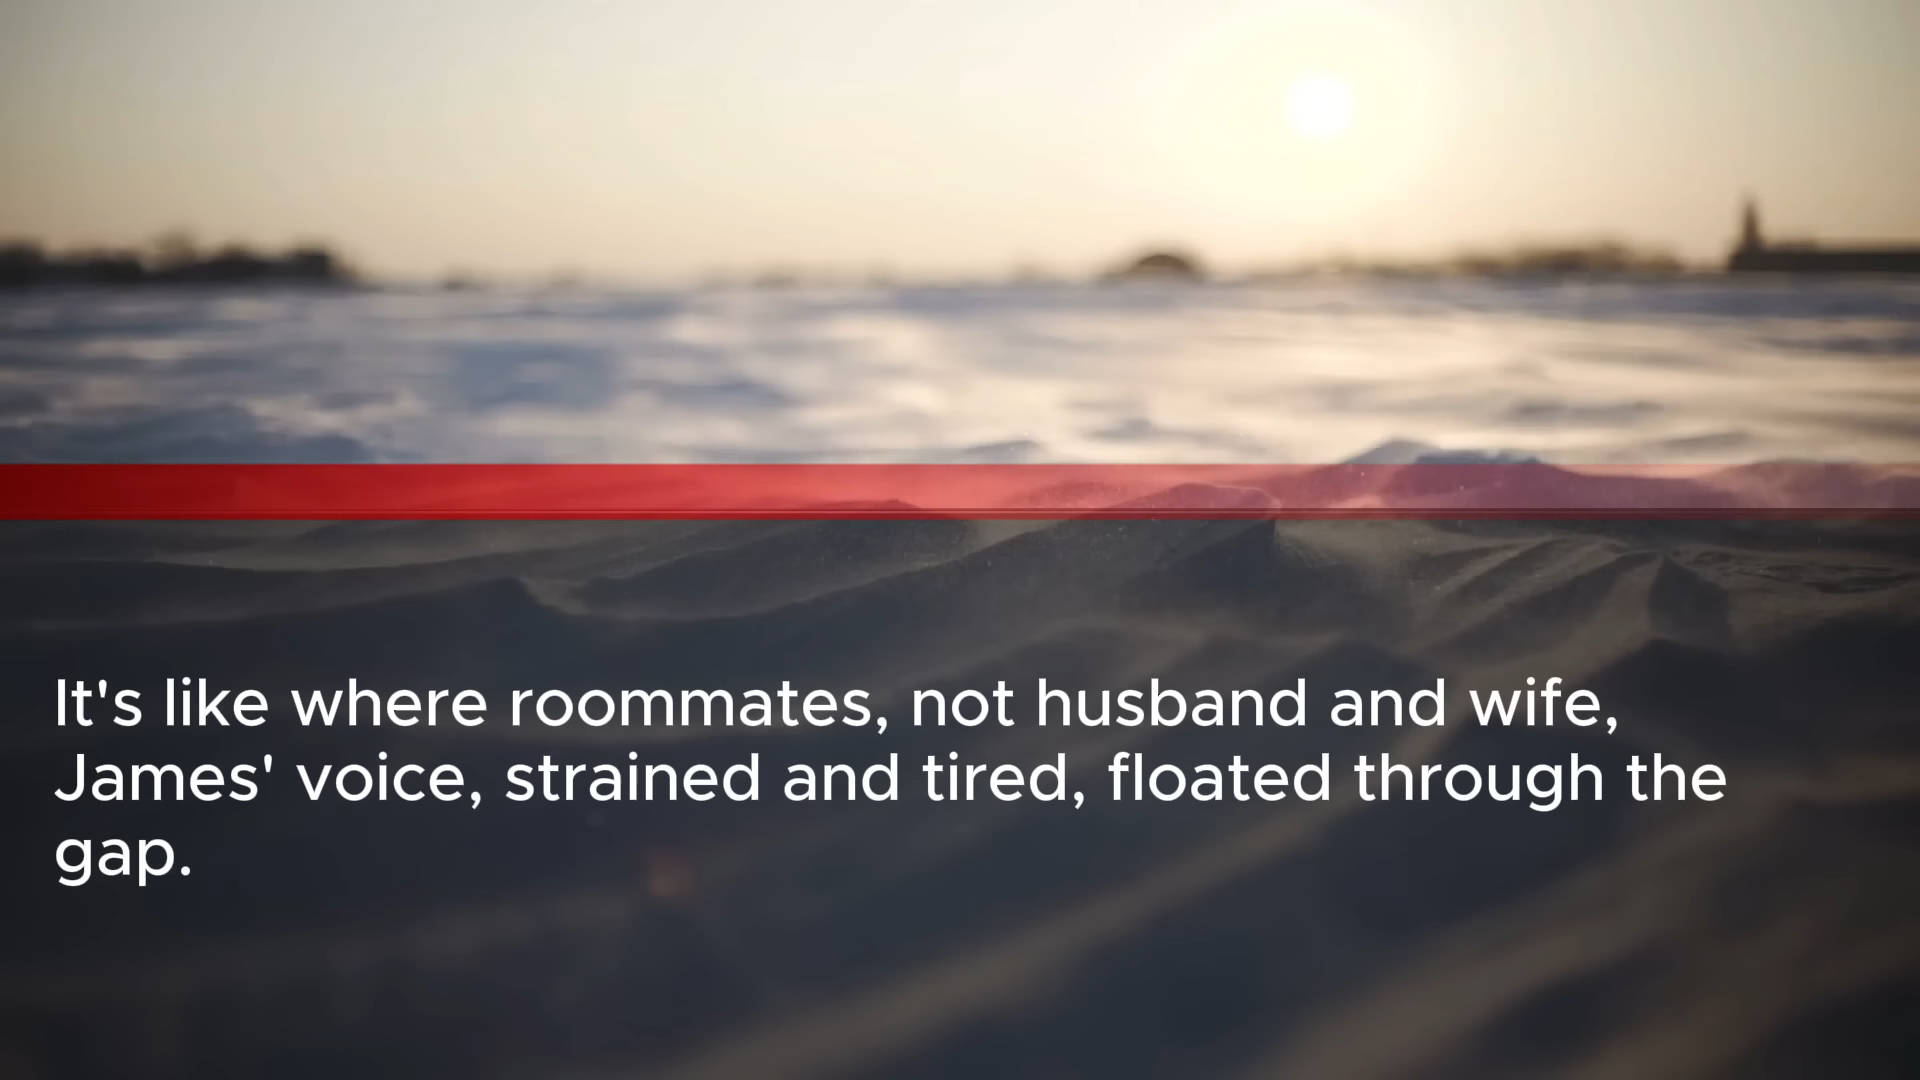 It's like where roommates, not husband and wife,
James' voice, strained and tired, floated through the
gap.